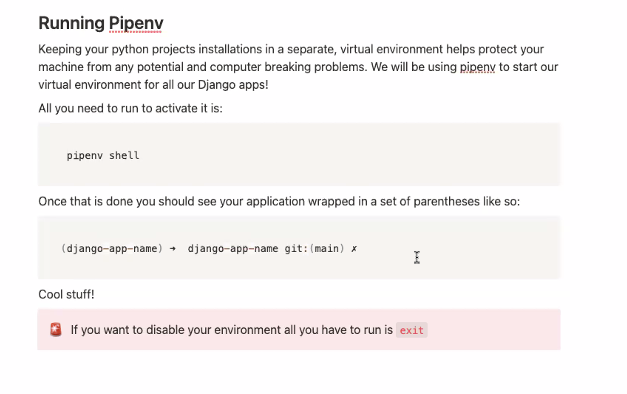 Running Pipenv
Keeping your python projects installations in a separate, virtual environment helps protect your
machine from any potential and computer breaking problems. We will be using pipenv to start our
virtual environment for all our Django apps!
All you need to run to activate it is:
pipenv shell
Once that is done you should see your application wrapped in a set of parentheses like so:
(django-app-name) ➜  django-app-name git:(main) ✗
Cool stuff!
🚨 If you want to disable your environment all you have to run is exit